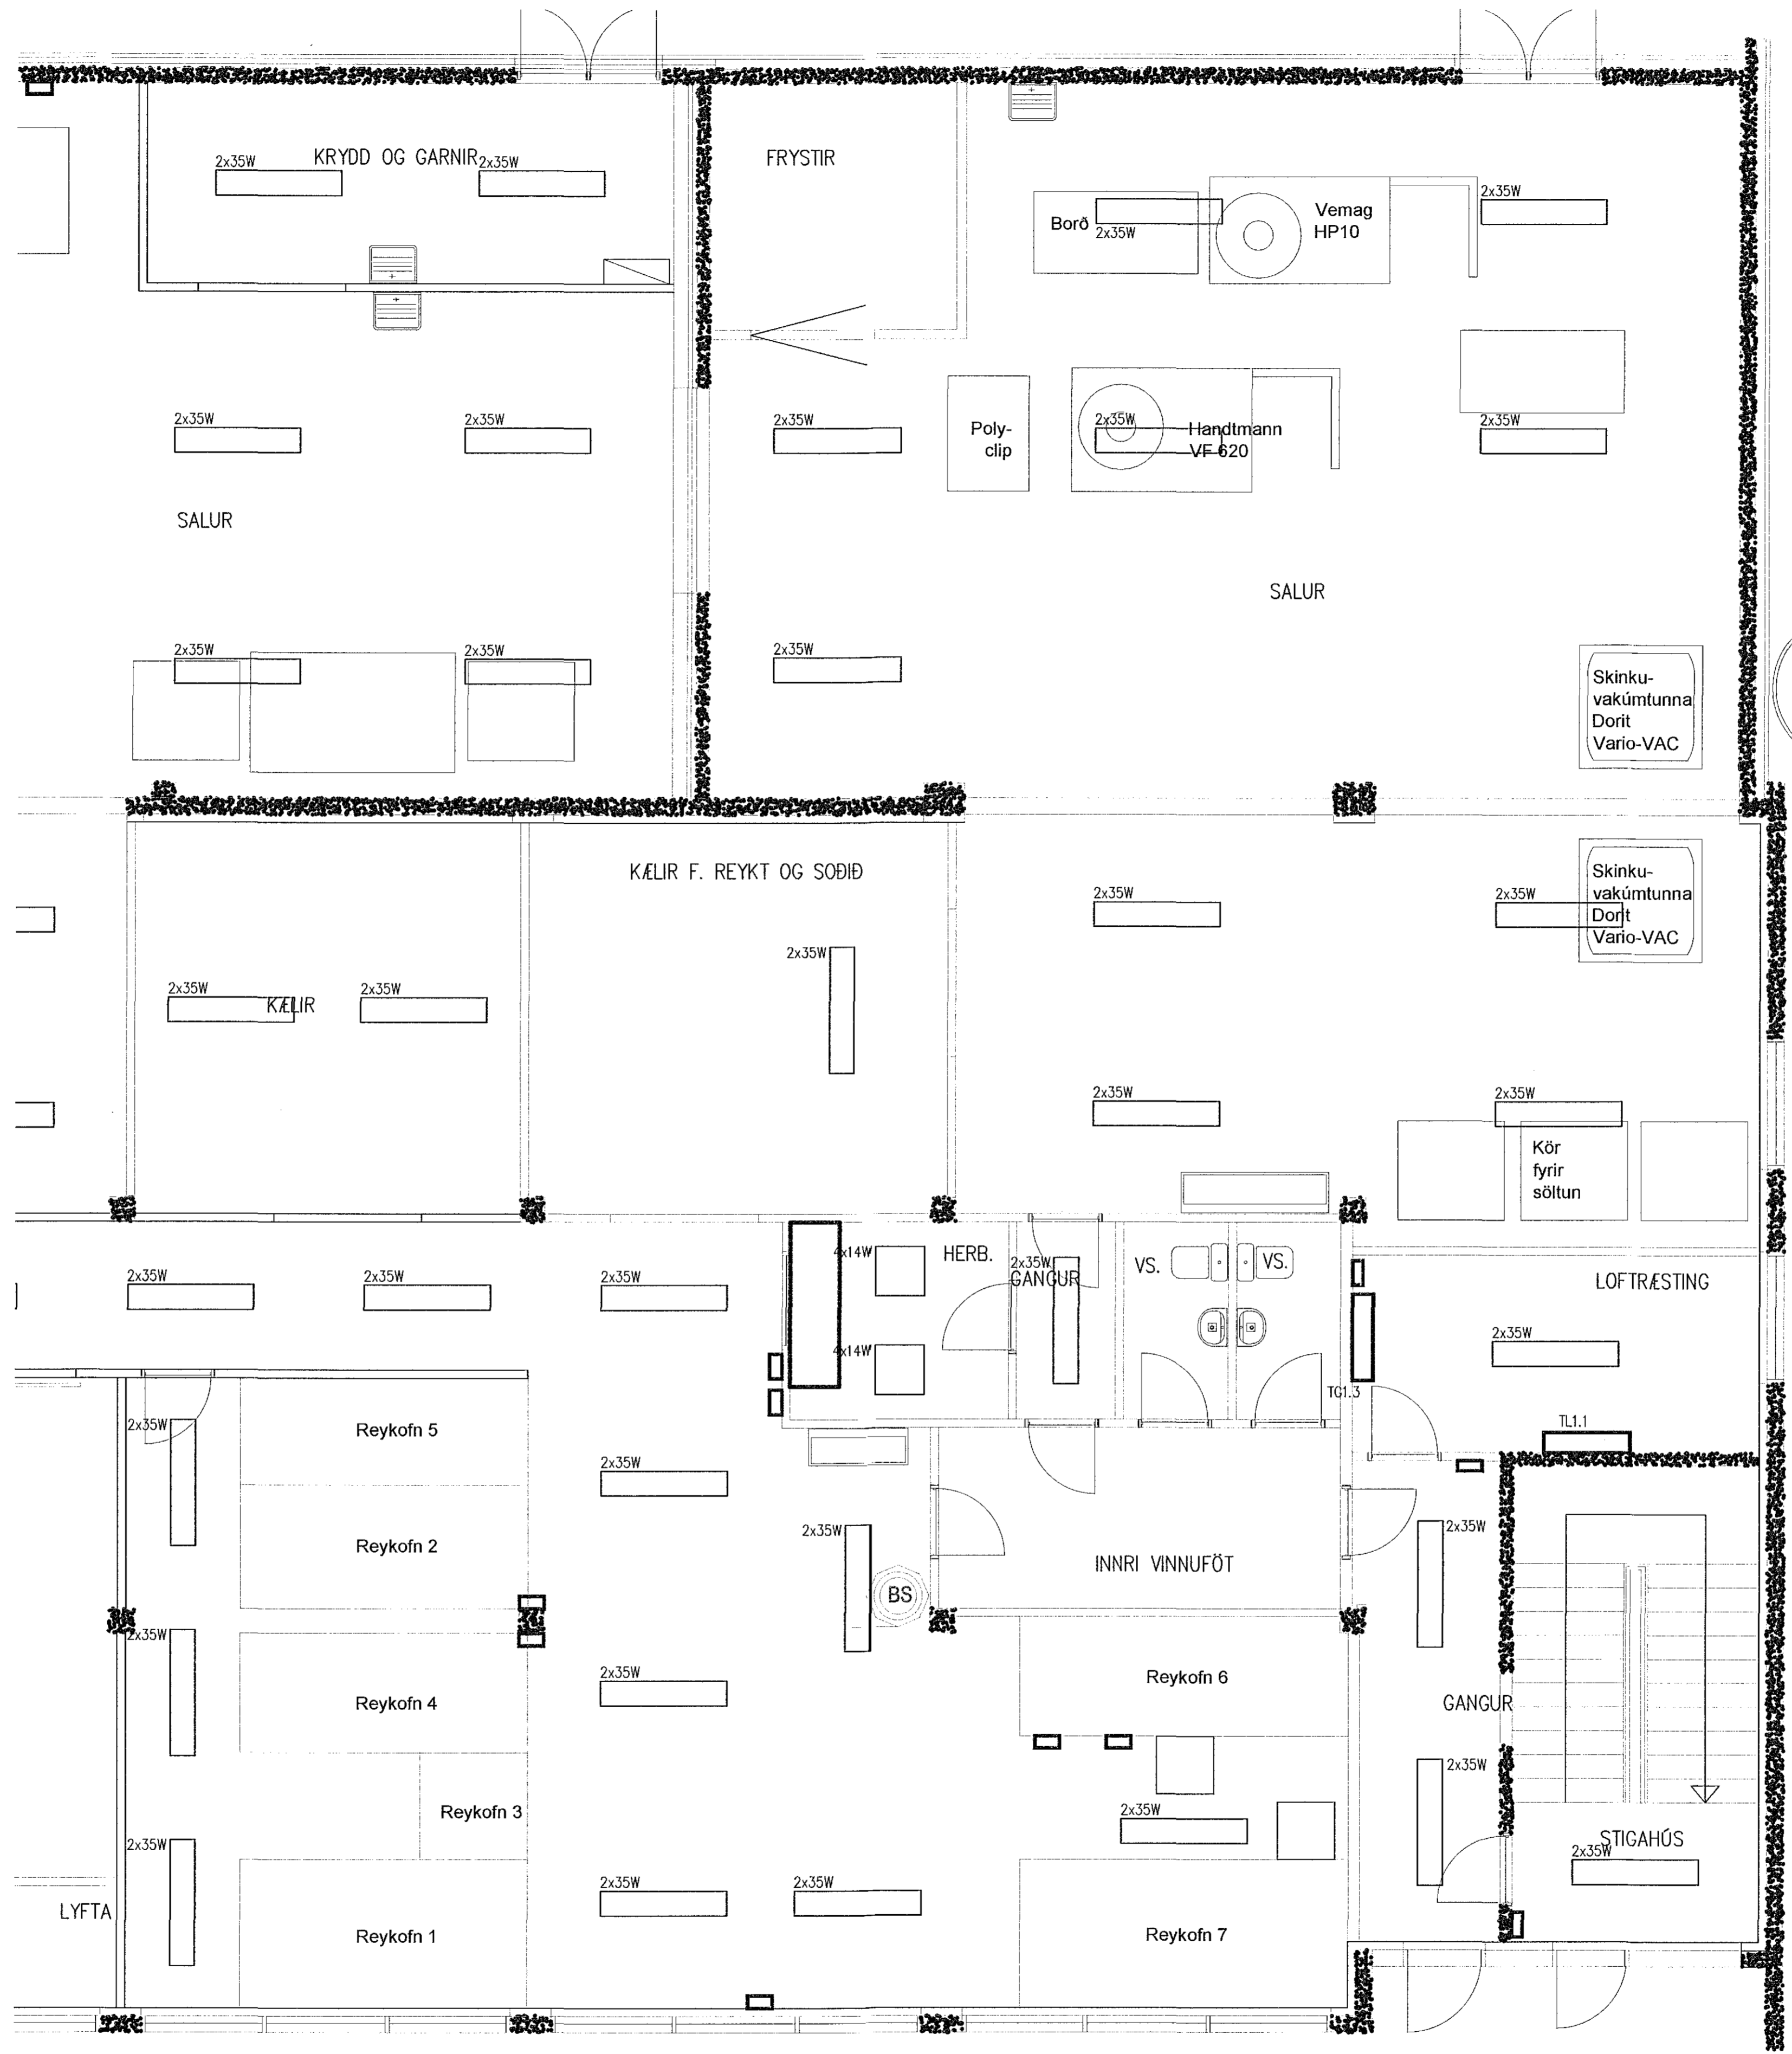 KRYDD OG GARNIR
2x35W
2x35W
FRYSTIR
Borð
2x35W
Vemag
HP10
2x35W
2x35W
2x35W
2x35W
Poly-
clip
2x35W
Handtmann
VF 620
2x35W
SALUR
SALUR
2x35W
2x35W
2x35W
Skinku-
vakúmtunna
Dorit
Vario-VAC
KÆLIR F. REYKT OG SOÐIÐ
Skinku-
vakúmtunna
Dorit
Vario-VAC
2x35W
2x35W
2x35W
2x35W
KÆLIR
2x35W
2x35W
2x35W
Kör
fyrir
söltun
4x14W
HERB.
2x35W
GANGUR
VS.
VS.
LOFTRÆSTING
2x35W
2x35W
2x35W
2x35W
4x14W
TG1.3
TL1.1
2x35W
Reykofn 5
2x35W
2x35W
2x35W
Reykofn 2
INNRI VINNUFÖT
BS
2x35W
Reykofn 4
2x35W
Reykofn 6
GANGUR
2x35W
Reykofn 3
2x35W
2x35W
STIGAHÚS
2x35W
LYFTA
2x35W
2x35W
Reykofn 1
Reykofn 7